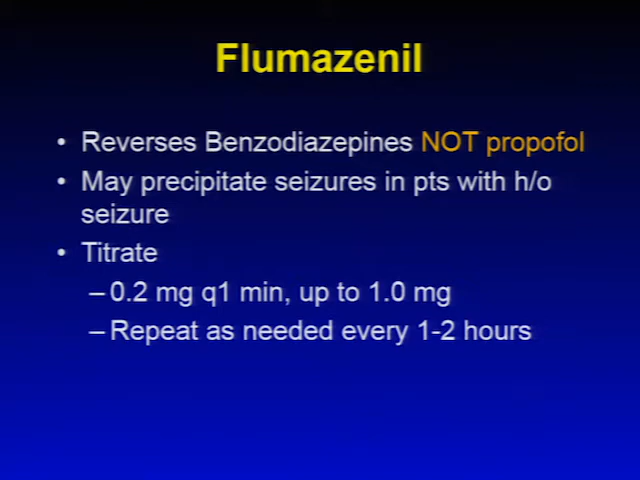 Flumazenil
• Reverses Benzodiazepines NOT propofol
• May precipitate seizures in pts with h/o
seizure
• Titrate
– 0.2 mg q1 min, up to 1.0 mg
– Repeat as needed every 1-2 hours